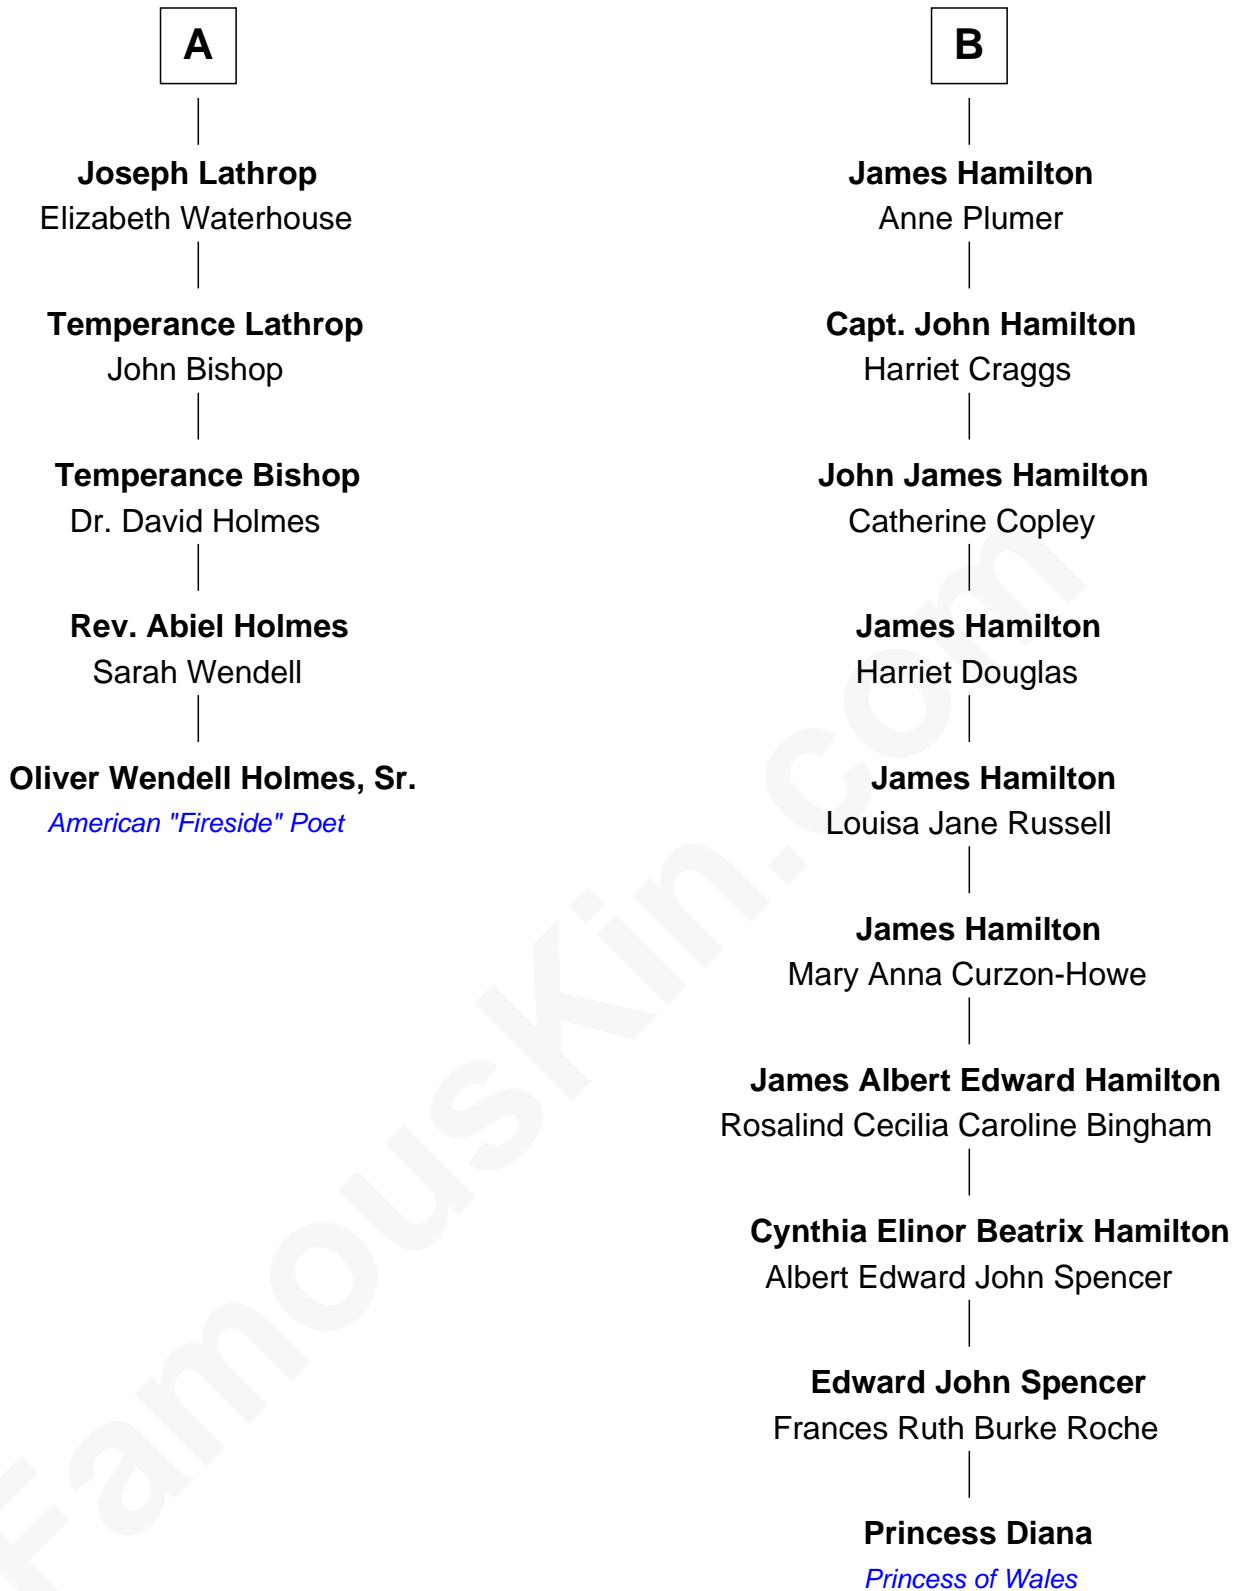 A
Joseph Lathrop
Elizabeth Waterhouse
Temperance Lathrop
John Bishop
Temperance Bishop
Dr. David Holmes
Rev. Abiel Holmes
Sarah Wendell
Oliver Wendell Holmes, Sr.
American "Fireside" Poet
B
James Hamilton
Anne Plumer
Capt. John Hamilton
Harriet Craggs
John James Hamilton
Catherine Copley
James Hamilton
Harriet Douglas
James Hamilton
Louisa Jane Russell
James Hamilton
Mary Anna Curzon-Howe
James Albert Edward Hamilton
Rosalind Cecilia Caroline Bingham
Cynthia Elinor Beatrix Hamilton
Albert Edward John Spencer
Edward John Spencer
Frances Ruth Burke Roche
Princess Diana
Princess of Wales
FamousKin.com